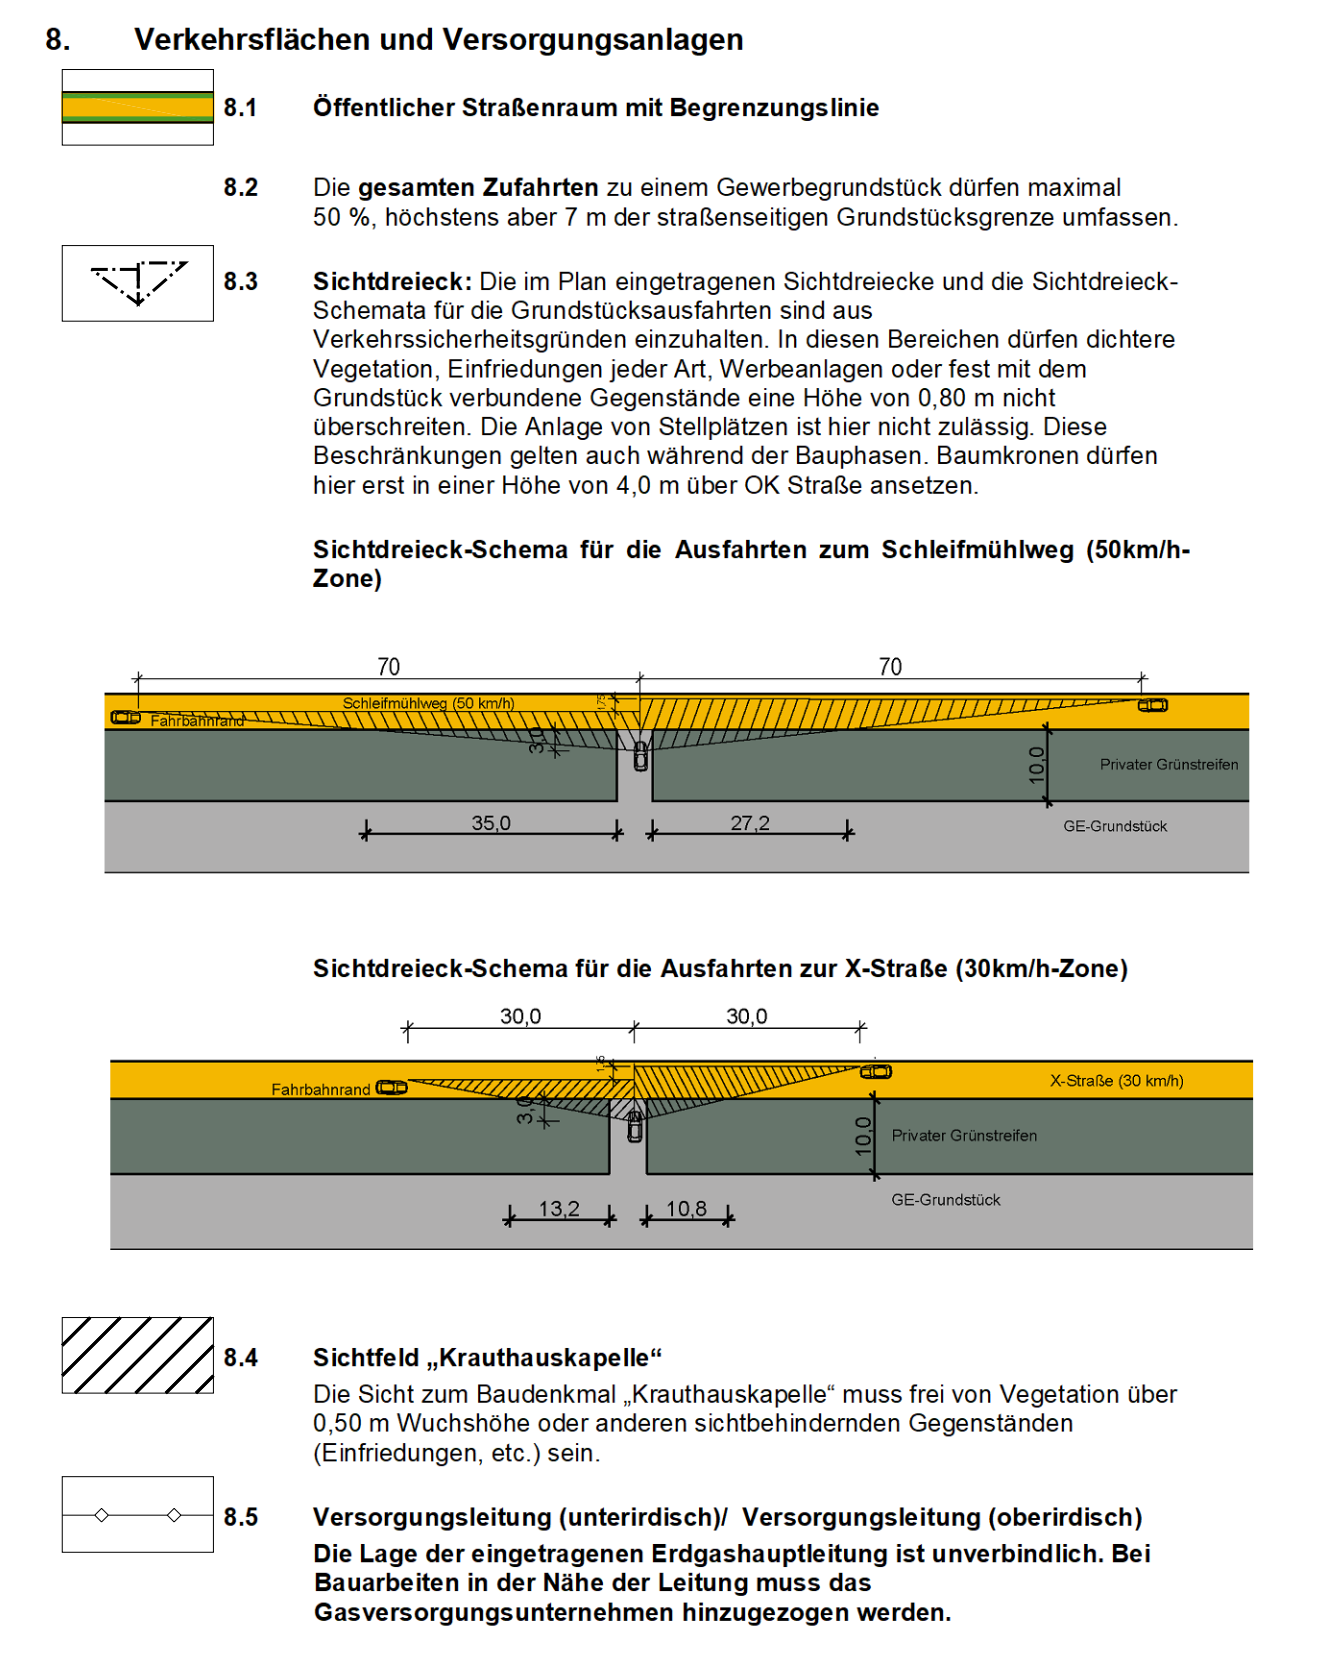 8. Verkehrsflächen und Versorgungsanlagen
8.1 Öffentlicher Straßenraum mit Begrenzungslinie
8.2 Die gesamten Zufahrten zu einem Gewerbegrundstück dürfen maximal
50 %, höchstens aber 7 m der straßenseitigen Grundstücksgrenze umfassen.
8.3 Sichtdreieck: Die im Plan eingetragenen Sichtdreiecke und die Sichtdreieck-
Schemata für die Grundstücksausfahrten sind aus
Verkehrssicherheitsgründen einzuhalten. In diesen Bereichen dürfen dichtere
Vegetation, Einfriedungen jeder Art, Werbeanlagen oder fest mit dem
Grundstück verbundene Gegenstände eine Höhe von 0,80 m nicht
überschreiten. Die Anlage von Stellplätzen ist hier nicht zulässig. Diese
Beschränkungen gelten auch während der Bauphasen. Baumkronen dürfen
hier erst in einer Höhe von 4,0 m über OK Straße ansetzen.
Sichtdreieck-Schema für die Ausfahrten zum Schleifmühlweg (50km/h-
Zone)
70 70
Schleifmühlweg (50 km/h) 1,75
Fahrbahnrand
3,0
10,0 Privater Grünstreifen
35,0 27,2 GE-Grundstück
Sichtdreieck-Schema für die Ausfahrten zur X-Straße (30km/h-Zone)
30,0 30,0
1,75
Fahrbahnrand X-Straße (30 km/h)
3,0
10,0 Privater Grünstreifen
13,2 10,8 GE-Grundstück
8.4 Sichtfeld „Krauthauskapelle“
Die Sicht zum Baudenkmal „Krauthauskapelle“ muss frei von Vegetation über
0,50 m Wuchshöhe oder anderen sichtbehindernden Gegenständen
(Einfriedungen, etc.) sein.
8.5 Versorgungsleitung (unterirdisch)/ Versorgungsleitung (oberirdisch)
Die Lage der eingetragenen Erdgashauptleitung ist unverbindlich. Bei
Bauarbeiten in der Nähe der Leitung muss das
Gasversorgungsunternehmen hinzugezogen werden.